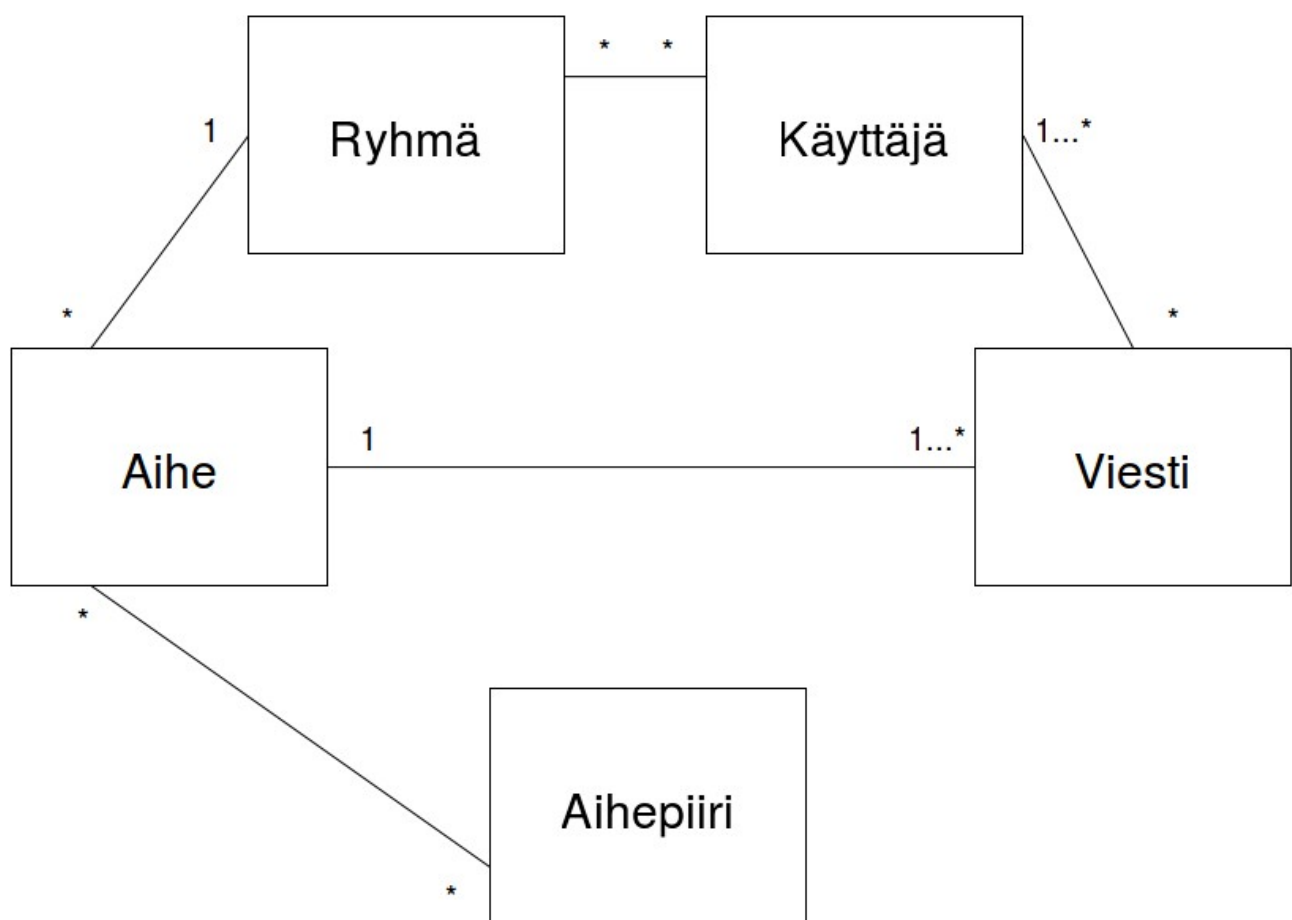 * *
1 Ryhmä Käyttäjä 1...*
* *
1 1...*
Aihe Viesti
*
Aihepiiri
*